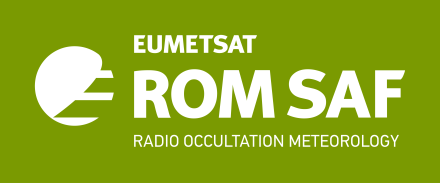 EUMETSAT
ROM SAF
RADIO OCCULTATION METEOROLOGY